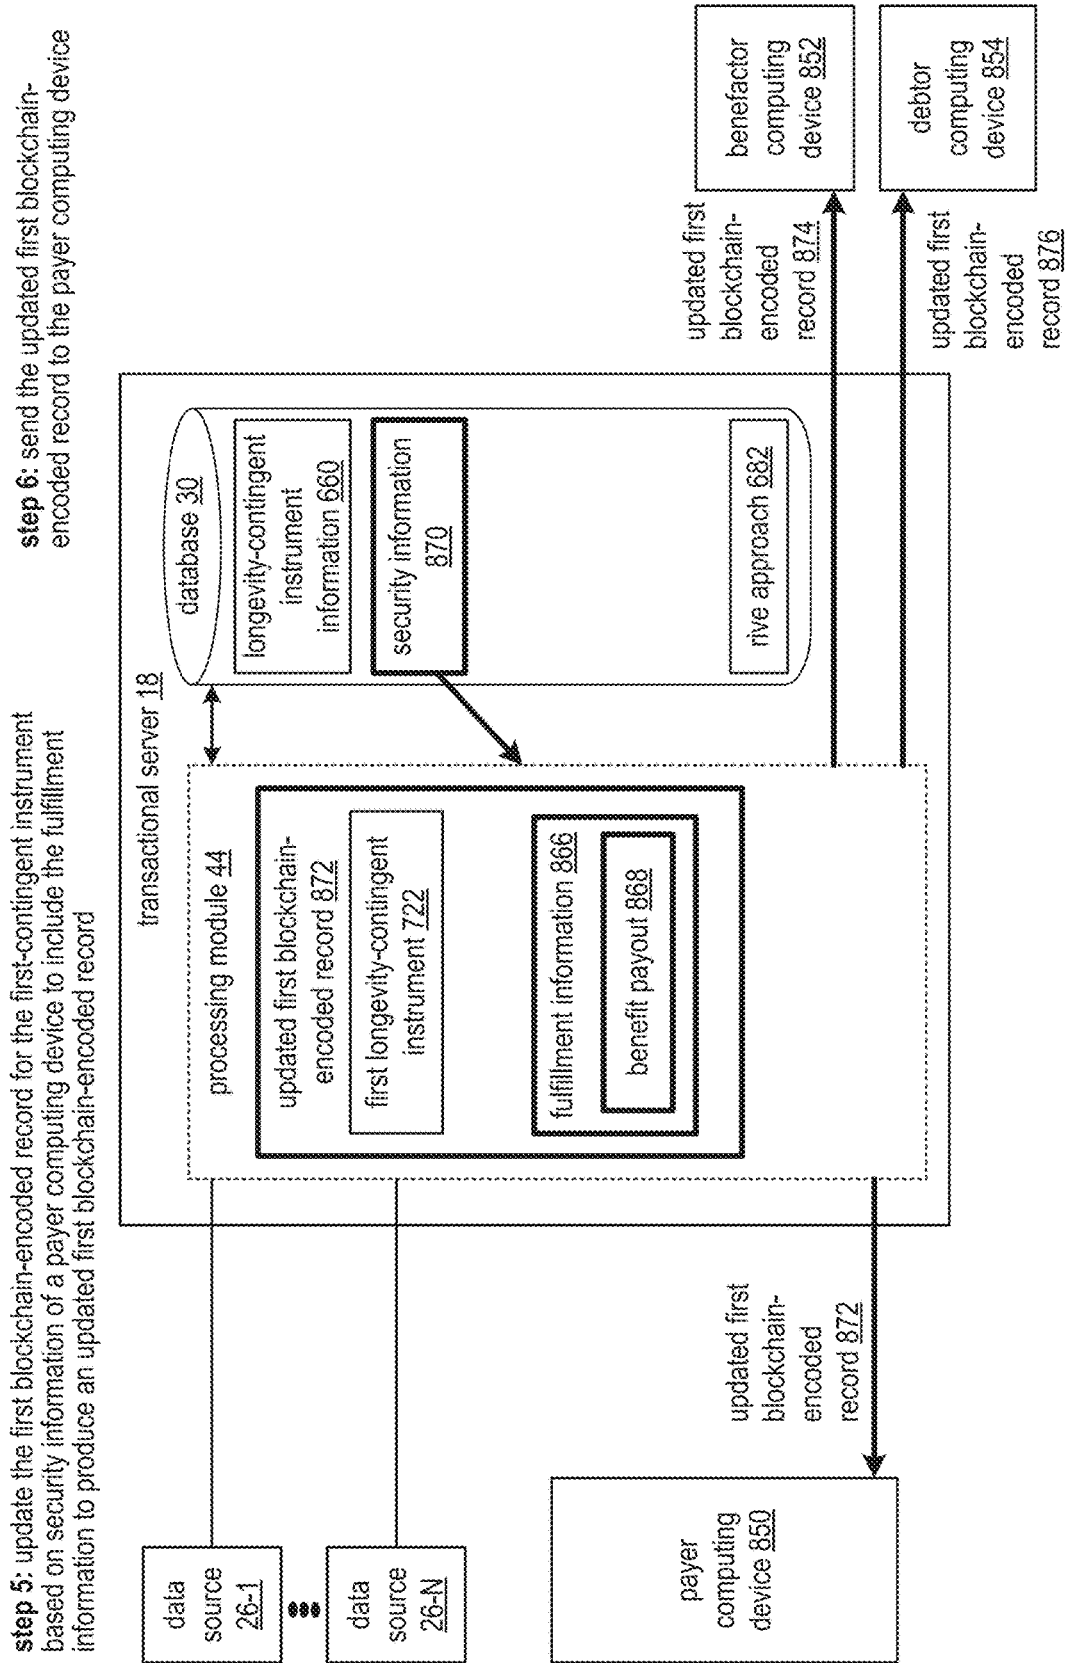 step 5: update the first blockchain-encoded record for the first-contingent instrument
based on security information of a payer computing device to include the fulfillment
information to produce an updated first blockchain-encoded record
step 6: send the updated first blockchain-
encoded record to the payer computing device
transactional server 18
data
source
26-1
data
source
26-N
payer
computing
device 850
updated first
blockchain-
encoded
record 872
processing module 44
updated first blockchain-
encoded record 872
first longevity-contingent
instrument 722
fulfillment information 866
benefit payout 868
database 30
longevity-contingent
instrument
information 660
security information
870
rive approach 682
updated first
blockchain-
encoded
record 874
updated first
blockchain-
encoded
record 876
benefactor
computing
device 852
debtor
computing
device 854